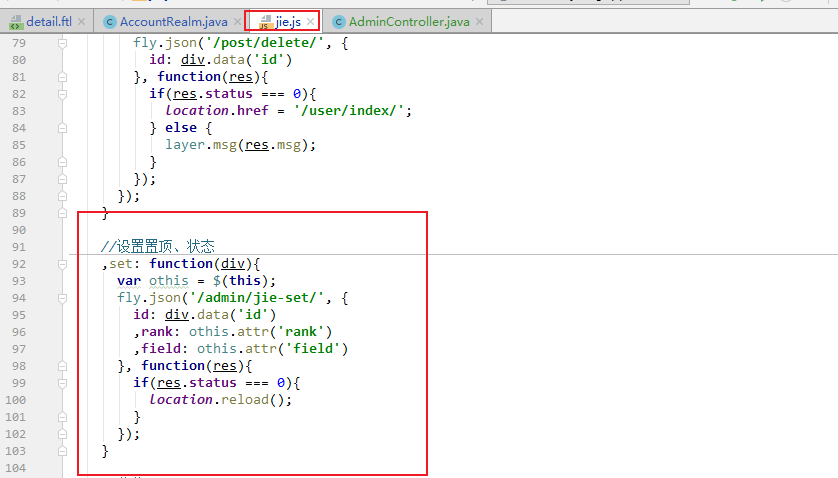 detail.ftl AccountRealm.java jie.js AdminController.java
79 fly.json('/post/delete/', {
80 id: div.data('id')
81 }, function(res){
82 if(res.status === 0){
83 location.href = '/user/index/';
84 } else {
85 layer.msg(res.msg);
86 }
87 });
88 });
89 }
90
91 //设置置顶、状态
92 ,set: function(div){
93 var othis = $(this);
94 fly.json('/admin/jie-set/', {
95 id: div.data('id')
96 ,rank: othis.attr('rank')
97 ,field: othis.attr('field')
98 }, function(res){
99 if(res.status === 0){
100 location.reload();
101 }
102 });
103 }
104